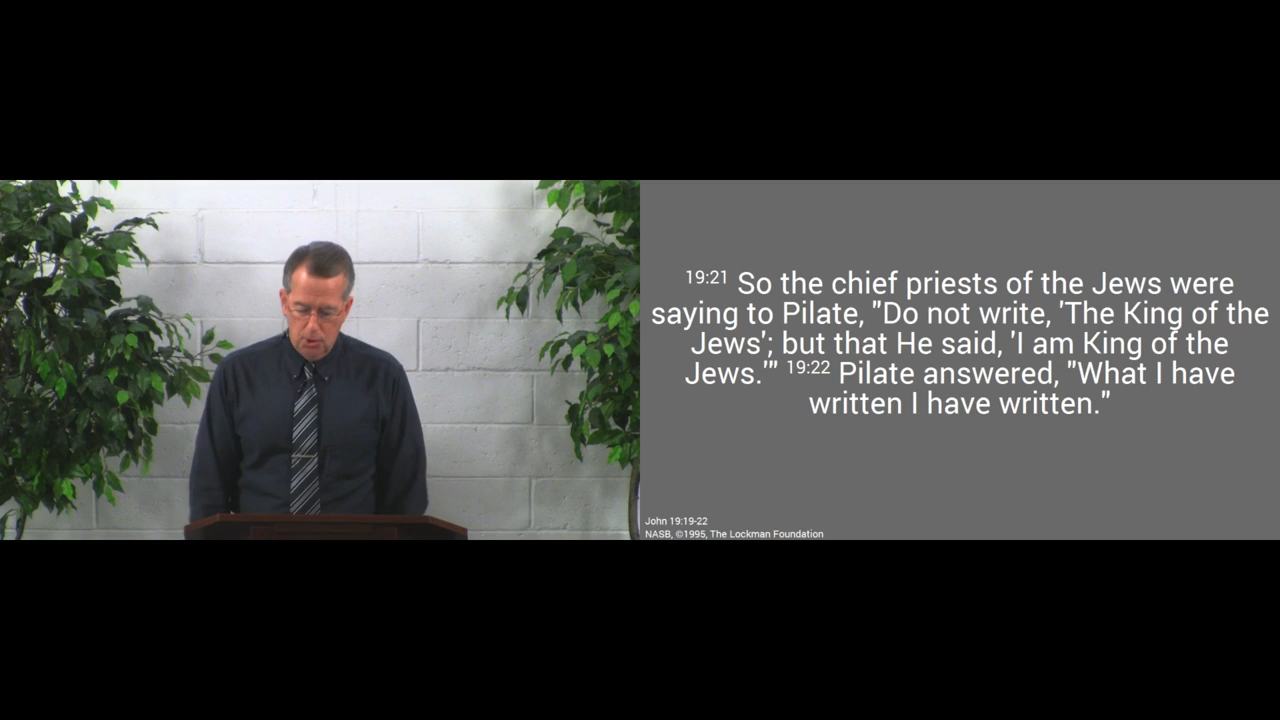 19:21 So the chief priests of the Jews were
saying to Pilate, "Do not write, 'The King of the
Jews'; but that He said, 'I am King of the
Jews.'" 19:22 Pilate answered, "What I have
written I have written."
John 19:19-22
NASB, ©1995, The Lockman Foundation